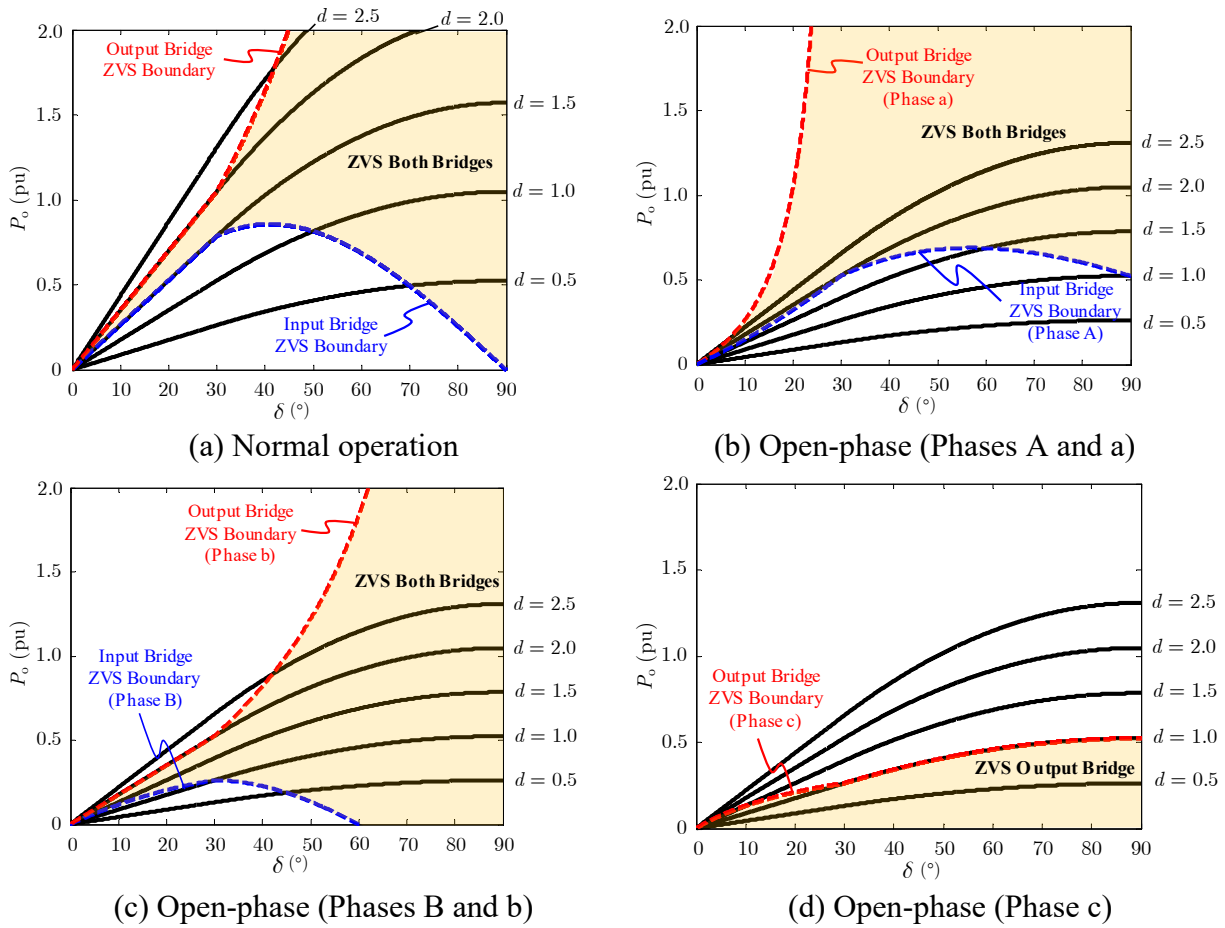 d = 2.5
d = 2.0
2.0
Output Bridge
ZVS Boundary
1.5
d = 1.5
ZVS Both Bridges
Po (pu)
1.0
d = 1.0
0.5
d = 0.5
Input Bridge
ZVS Boundary
0
0 10 20 30 40 50 60 70 80 90
δ (°)
(a) Normal operation
2.0
Output Bridge
ZVS Boundary
(Phase a)
1.5
ZVS Both Bridges
d = 2.5
Po (pu)
1.0
d = 2.0
d = 1.5
0.5
d = 1.0
Input Bridge
ZVS Boundary
(Phase A)
d = 0.5
0
0 10 20 30 40 50 60 70 80 90
δ (°)
(b) Open-phase (Phases A and a)
2.0
Output Bridge
ZVS Boundary
(Phase b)
1.5
ZVS Both Bridges
d = 2.5
Po (pu)
1.0
d = 2.0
Input Bridge
ZVS Boundary
(Phase B)
d = 1.5
0.5
d = 1.0
d = 0.5
0
0 10 20 30 40 50 60 70 80 90
δ (°)
(c) Open-phase (Phases B and b)
2.0
1.5
d = 2.5
Po (pu)
1.0
d = 2.0
Output Bridge
ZVS Boundary
(Phase c)
d = 1.5
0.5
d = 1.0
ZVS Output Bridge
d = 0.5
0
0 10 20 30 40 50 60 70 80 90
δ (°)
(d) Open-phase (Phase c)